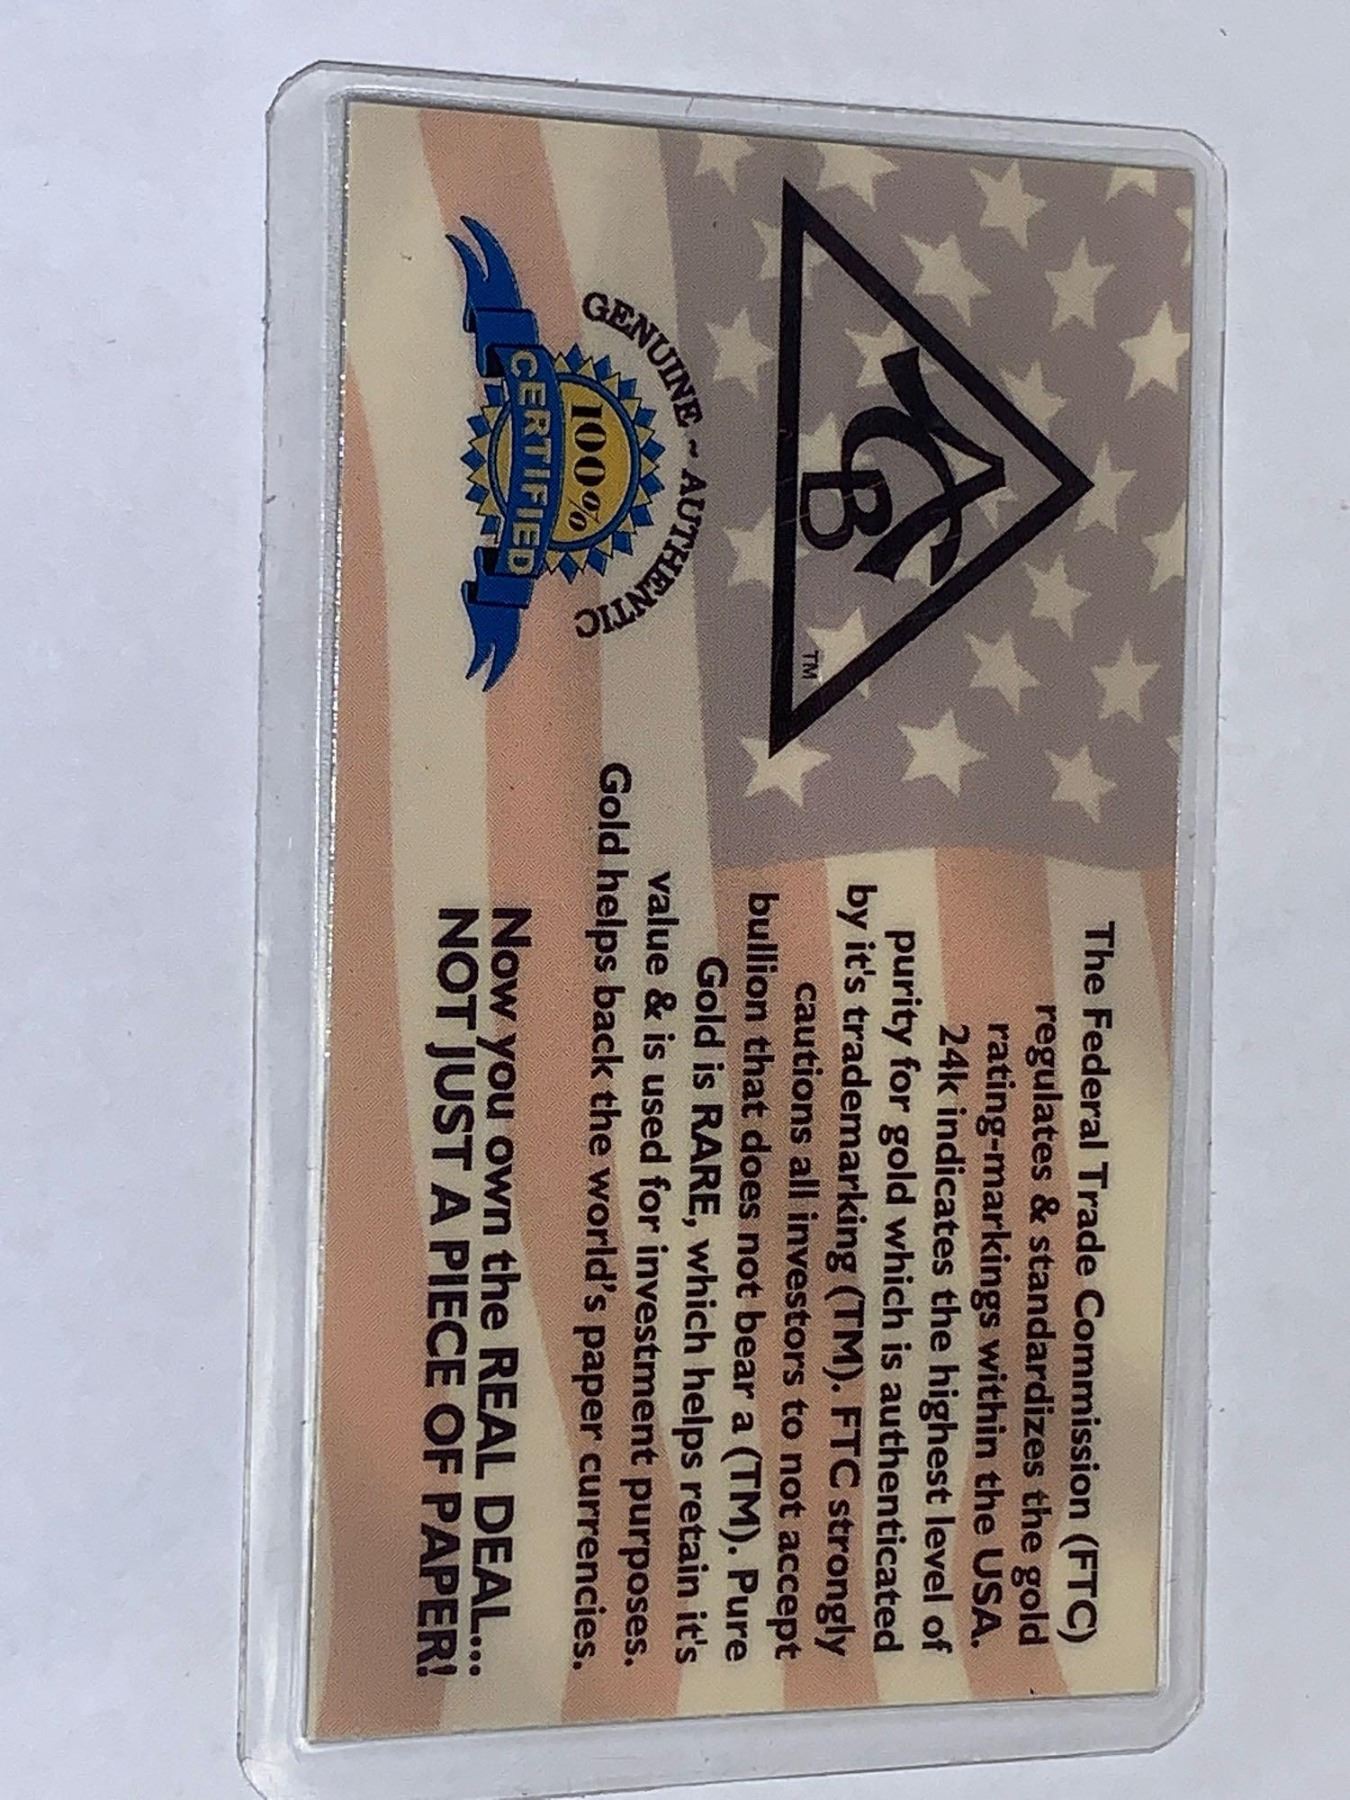 ACB
TM
GENUINE ~ AUTHENTIC
100%
CERTIFIED
The Federal Trade Commission (FTC)
regulates & standardizes the gold
rating-markings within the USA.
24k indicates the highest level of
purity for gold which is authenticated
by it's trademarking (TM). FTC strongly
cautions all investors to not accept
bullion that does not bear a (TM). Pure
Gold is RARE, which helps retain it's
value & is used for investment purposes.
Gold helps back the world's paper currencies.
Now you own the REAL DEAL...
NOT JUST A PIECE OF PAPER!